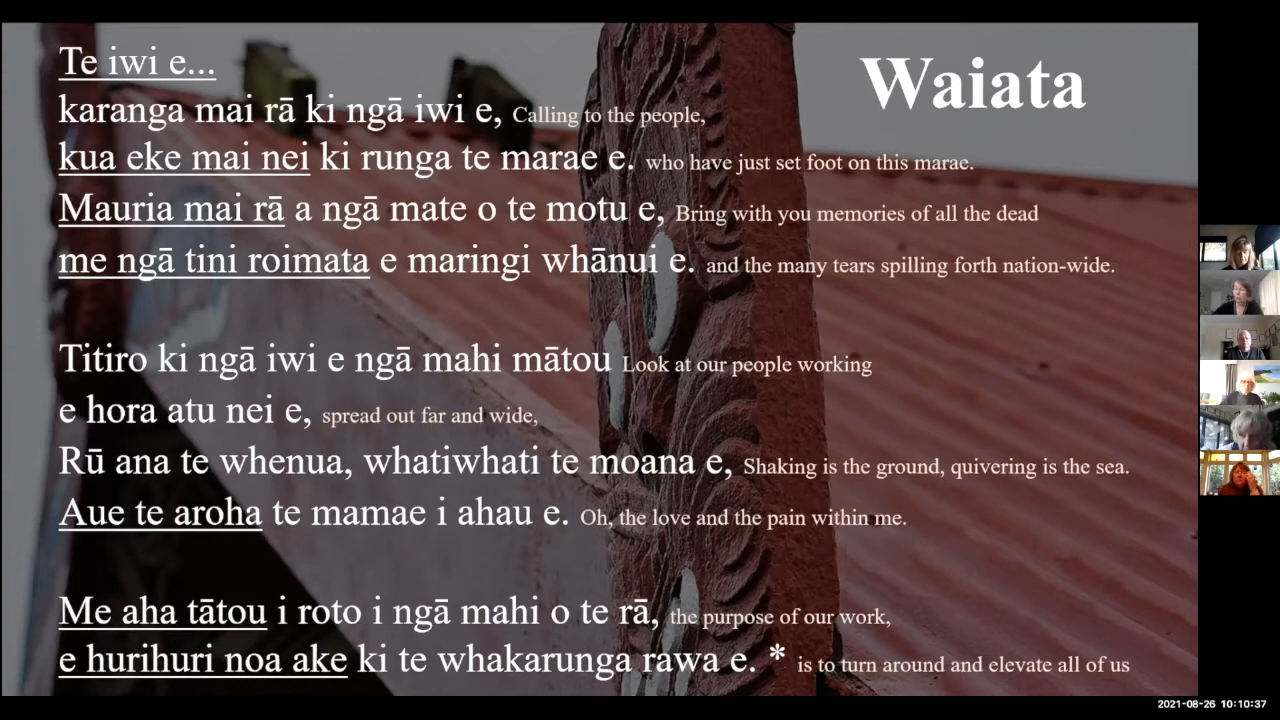 Waiata
Te iwi e...
karanga mai rā ki ngā iwi e, Calling to the people,
kua eke mai nei ki runga te marae e. who have just set foot on this marae.
Mauria mai rā a ngā mate o te motu e, Bring with you memories of all the dead
me ngā tini roimata e maringi whānui e. and the many tears spilling forth nation-wide.
Titiro ki ngā iwi e ngā mahi mātou Look at our people working
e hora atu nei e, spread out far and wide,
Rū ana te whenua, whatiwhati te moana e, Shaking is the ground, quivering is the sea.
Aue te aroha te mamae i ahau e. Oh, the love and the pain within me.
Me aha tātou i roto i ngā mahi o te rā, the purpose of our work,
e hurihuri noa ake ki te whakarunga rawa e. * is to turn around and elevate all of us
2021-08-26 10:10:37